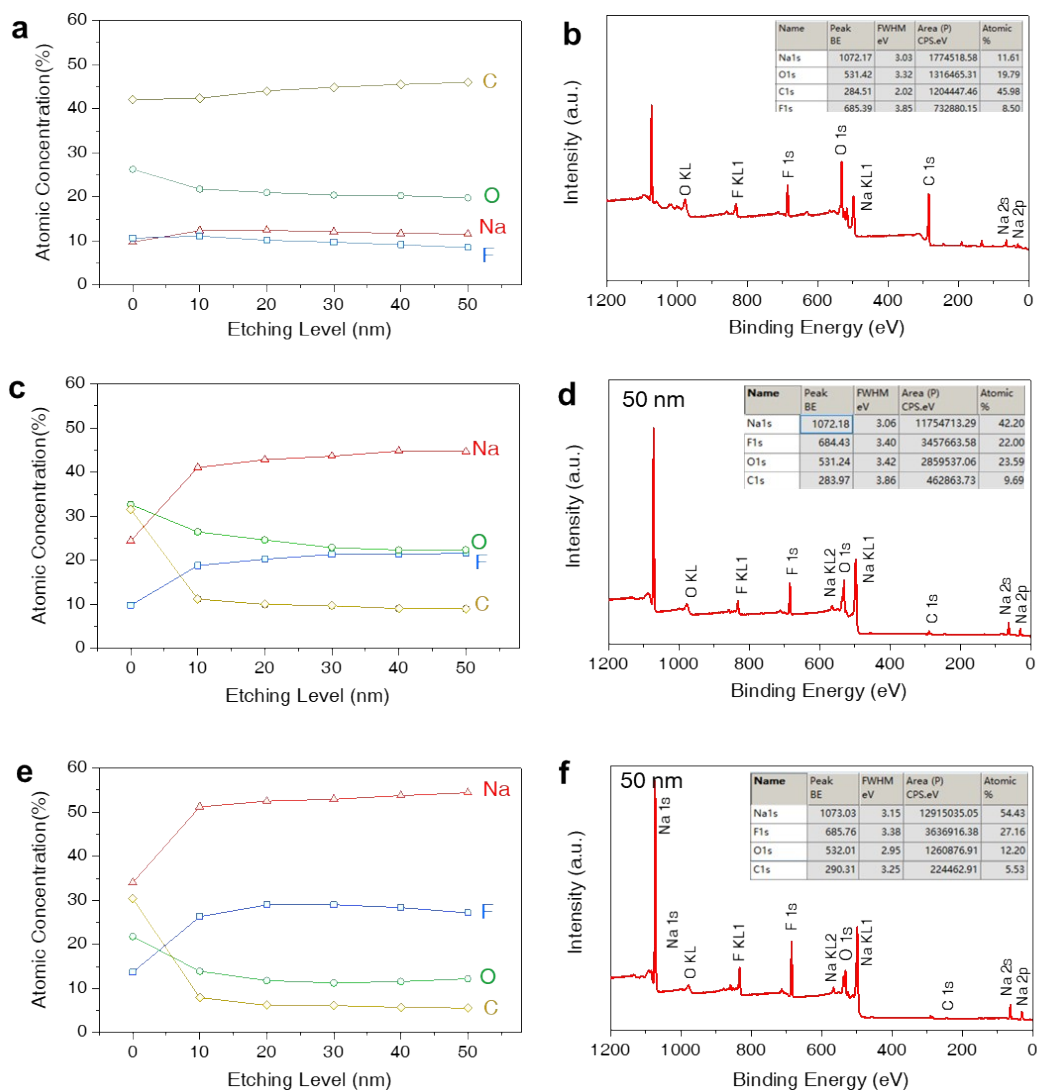 a
Atomic Concentration(%)
60
50
40
30
20
10
0
C
O
Na
F
0 10 20 30 40 50
Etching Level (nm)
b
Intensity (a.u.)
Name Peak BE FWHM eV Area (P) CPS.eV Atomic %
Na1s 1072.17 3.03 1774518.58 11.61
O1s 531.42 3.32 1316465.31 19.79
C1s 284.51 2.02 1204447.46 45.98
F1s 685.39 3.85 732880.15 8.50
O KL
F KL1
F 1s
O 1s
Na KL1
C 1s
Na 2s
Na 2p
1200 1000 800 600 400 200 0
Binding Energy (eV)
c
Atomic Concentration(%)
60
50
40
30
20
10
0
Na
O
F
C
0 10 20 30 40 50
Etching Level (nm)
d
50 nm
Intensity (a.u.)
Name Peak BE FWHM eV Area (P) CPS.eV Atomic %
Na1s 1072.18 3.06 11754713.29 42.20
F1s 684.43 3.40 3457663.58 22.00
O1s 531.24 3.42 2859537.06 23.59
C1s 283.97 3.86 462863.73 9.69
O KL
F KL1
F 1s
Na KL2
O 1s
Na KL1
C 1s
Na 2s
Na 2p
1200 1000 800 600 400 200 0
Binding Energy (eV)
e
Atomic Concentration(%)
60
50
40
30
20
10
0
Na
F
O
C
0 10 20 30 40 50
Etching Level (nm)
f
50 nm
Intensity (a.u.)
Name Peak BE FWHM eV Area (P) CPS.eV Atomic %
Na1s 1073.03 3.15 12915035.05 54.43
F1s 685.76 3.38 3636916.38 27.16
O1s 532.01 2.95 1260876.91 12.20
C1s 290.31 3.25 224462.91 5.53
Na 1s
Na 1s
O KL
F KL1
F 1s
Na KL2
O 1s
Na KL1
C 1s
Na 2s
Na 2p
1200 1000 800 600 400 200 0
Binding Energy (eV)